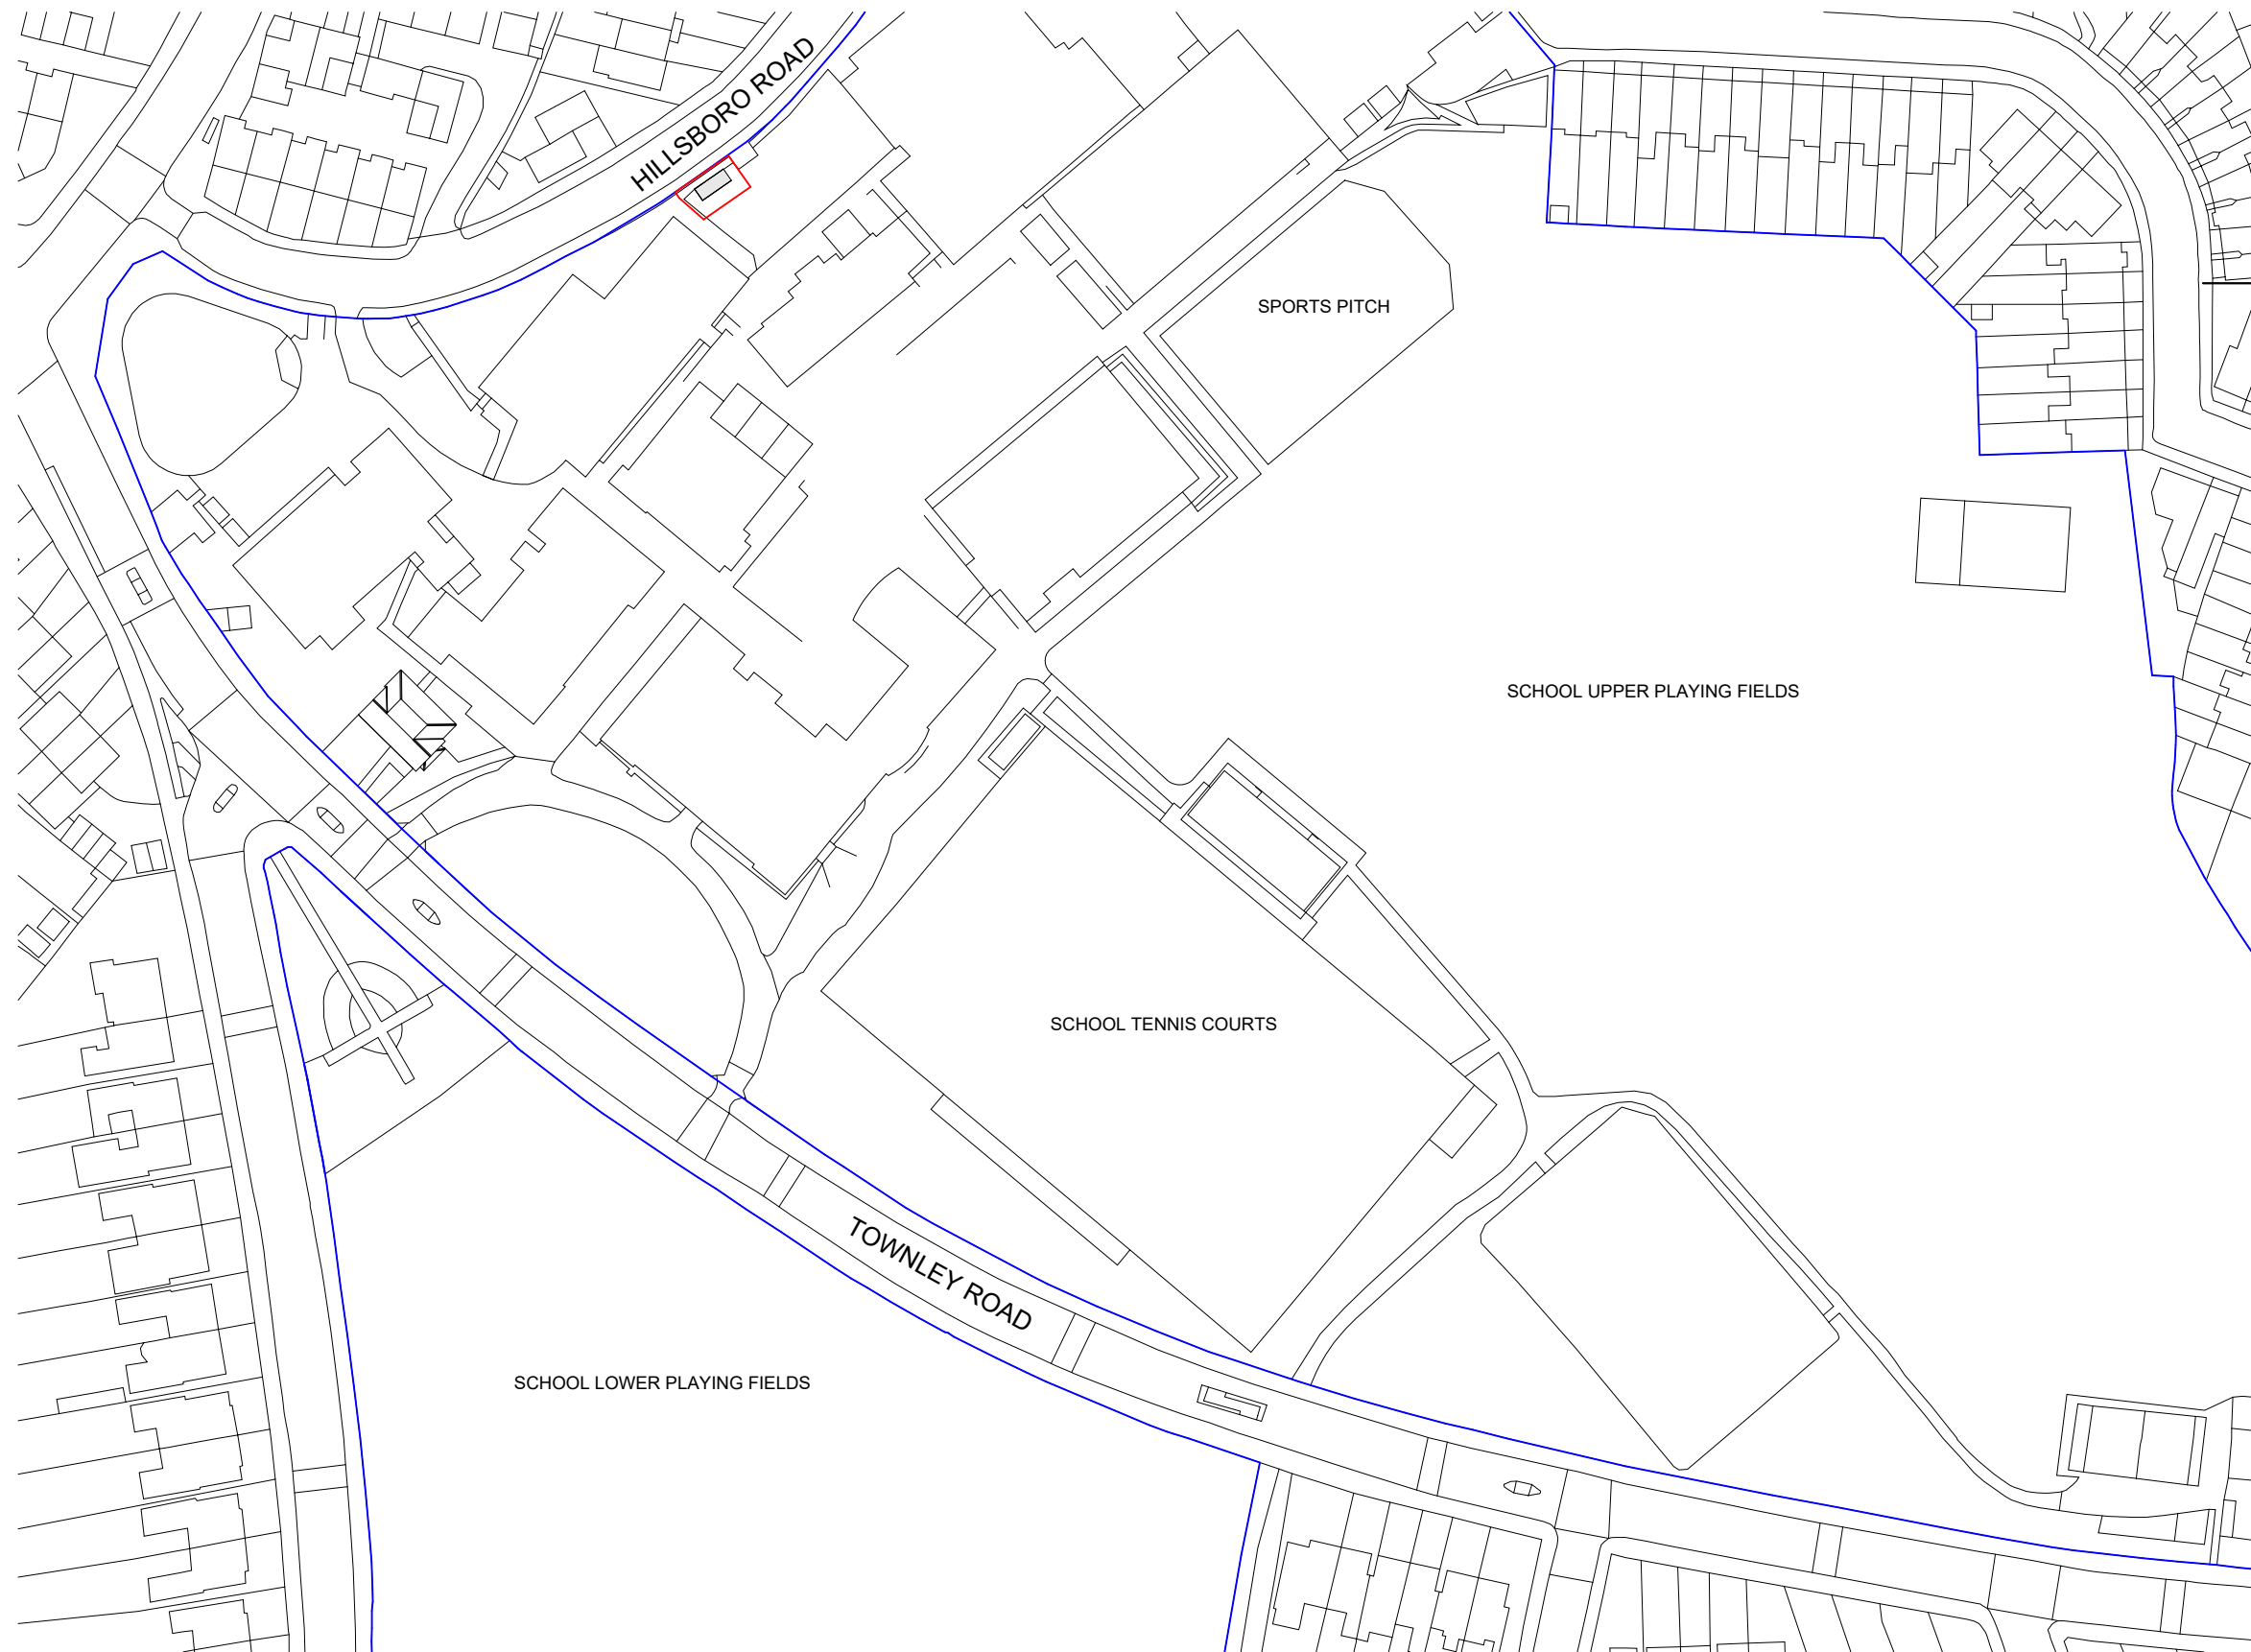 HILLSBORO ROAD
SPORTS PITCH
SCHOOL UPPER PLAYING FIELDS
SCHOOL TENNIS COURTS
TOWNLEY ROAD
SCHOOL LOWER PLAYING FIELDS